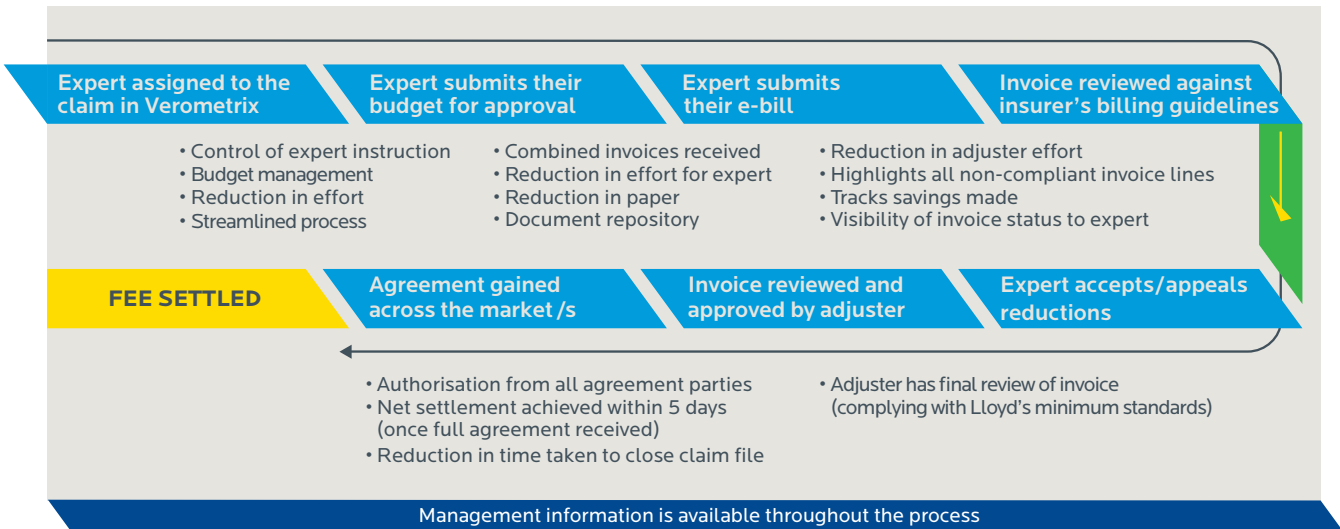 Expert assigned to the
claim in Verometrix
Expert submits their
budget for approval
Expert submits
their e-bill
Invoice reviewed against
insurer’s billing guidelines
• Control of expert instruction
• Budget management
• Reduction in effort
• Streamlined process
• Combined invoices received
• Reduction in effort for expert
• Reduction in paper
• Document repository
• Reduction in adjuster effort
• Highlights all non-compliant invoice lines
• Tracks savings made
• Visibility of invoice status to expert
Expert accepts/appeals
reductions
Invoice reviewed and
approved by adjuster
Agreement gained
across the market /s
FEE SETTLED
• Adjuster has final review of invoice
(complying with Lloyd’s minimum standards)
• Authorisation from all agreement parties
• Net settlement achieved within 5 days
(once full agreement received)
• Reduction in time taken to close claim file
Management information is available throughout the process